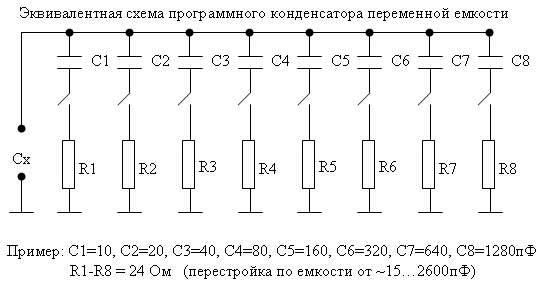 Эквивалентная схема программного конденсатора переменной емкости
C1 C2 C3 C4 C5 C6 C7 C8
Cx
R1 R2 R3 R4 R5 R6 R7 R8
Пример: C1=10, C2=20, C3=40, C4=80, C5=160, C6=320, C7=640, C8=1280пФ
R1-R8 = 24 Ом (перестройка по емкости от ~15...2600пФ)